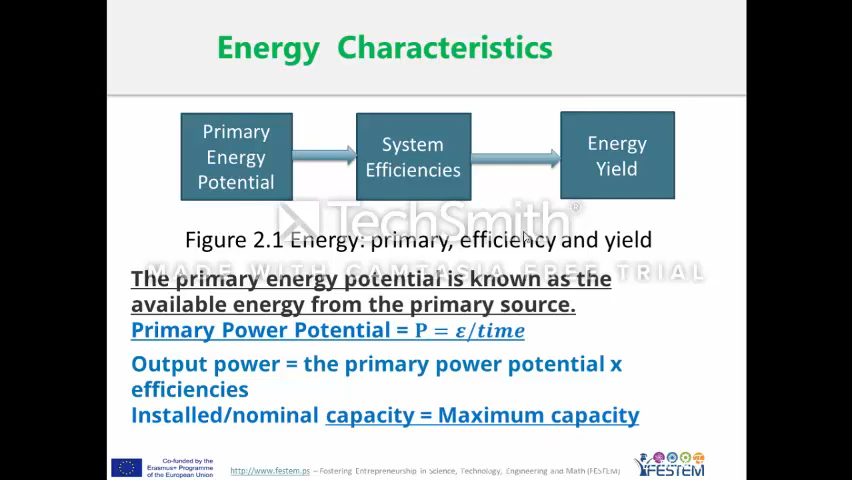 Energy Characteristics
Primary
Energy
Potential
System
Efficiencies
Energy
Yield
TechSmith®
Figure 2.1 Energy: primary, efficiency and yield
MADE WITH CAMTASIA FREE TRIAL
The primary energy potential is known as the
available energy from the primary source.
Primary Power Potential = P = ε/time
Output power = the primary power potential x
efficiencies
Installed/nominal capacity = Maximum capacity
Co-funded by the
Erasmus+ Programme
of the European Union
http://www.festem.ps – Fostering Entrepreneurship in Science, Technology, Engineering and Math (FESTEM)
FESTEM